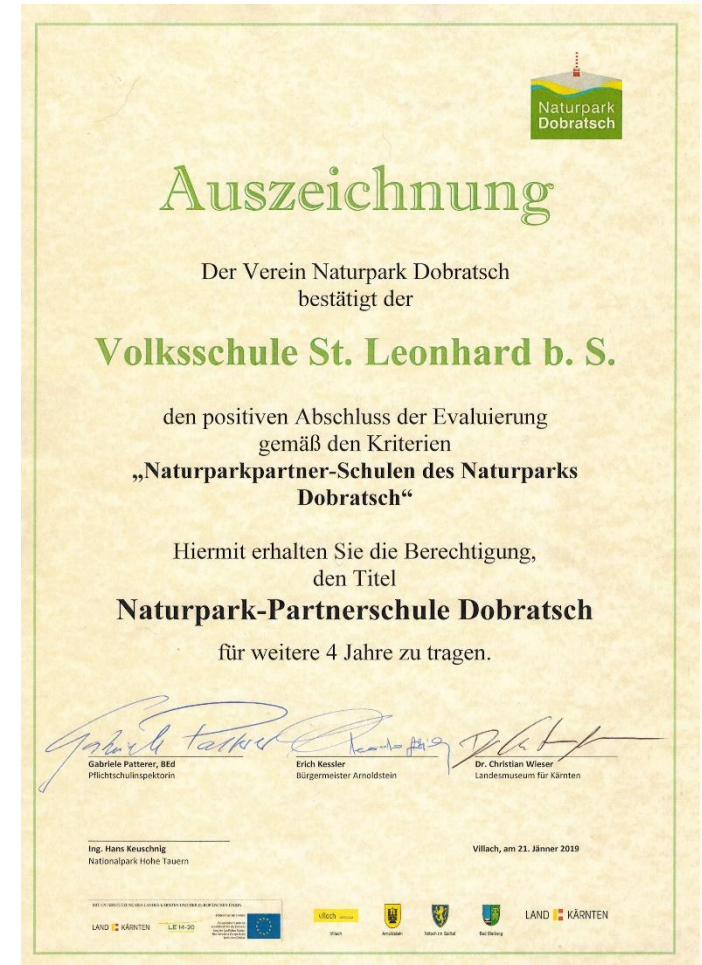 Naturpark
Dobratsch
Auszeichnung
Der Verein Naturpark Dobratsch
bestätigt der
Volksschule St. Leonhard b. S.
den positiven Abschluss der Evaluierung
gemäß den Kriterien
„Naturparkpartner-Schulen des Naturparks
Dobratsch“
Hiermit erhalten Sie die Berechtigung,
den Titel
Naturpark-Partnerschule Dobratsch
für weitere 4 Jahre zu tragen.
Gabriele Patterer, BEd
Pflichtschulinspektorin
Erich Kessler
Bürgermeister Arnoldstein
Dr. Christian Wieser
Landesmuseum für Kärnten
Ing. Hans Keuschnig
Nationalpark Hohe Tauern
Villach, am 21. Jänner 2019
LAND KÄRNTEN
LE 14-20
villach
Villach
Arnoldstein
Bad Bleiberg
LAND KÄRNTEN